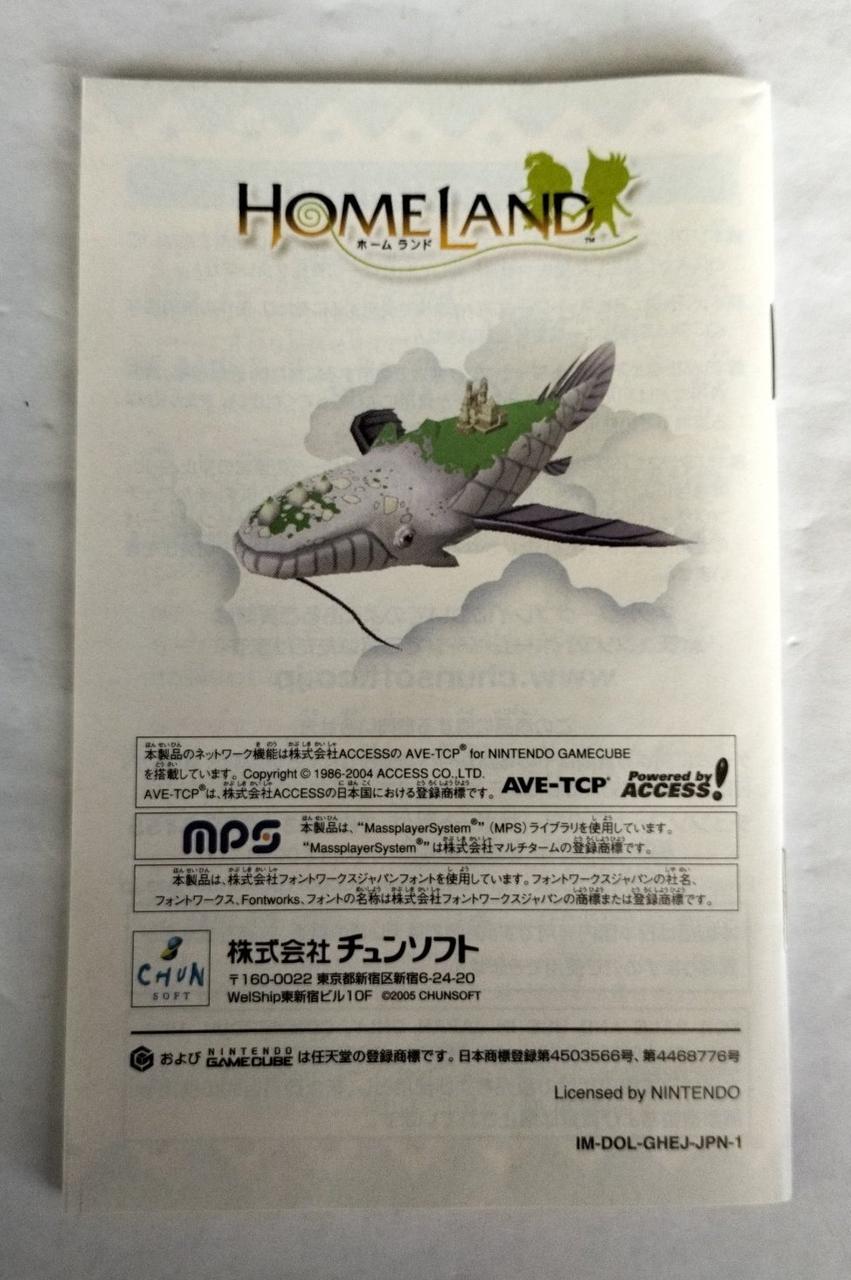 HOMELAND™
ホーム ランド
本製品のネットワーク機能は株式会社ACCESSの AVE-TCP® for NINTENDO GAMECUBE
を搭載しています。Copyright © 1986-2004 ACCESS CO.,LTD.
AVE-TCP®は、株式会社ACCESSの日本国における登録商標です。
AVE-TCP®
Powered by
ACCESS!
MPS
本製品は、“MassplayerSystem®”（MPS）ライブラリを使用しています。
“MassplayerSystem®”は株式会社マルチタームの登録商標です。
本製品は、株式会社フォントワークスジャパンフォントを使用しています。フォントワークスジャパンの社名、
フォントワークス、Fontworks、フォントの名称は株式会社フォントワークスジャパンの商標または登録商標です。
CHUN
SOFT
株式会社 チュンソフト
〒160-0022 東京都新宿区新宿6-24-20
WelShip東新宿ビル10F ©2005 CHUNSOFT
および NINTENDO GAMECUBE は任天堂の登録商標です。日本商標登録第4503566号、第4468776号
Licensed by NINTENDO
IM-DOL-GHEJ-JPN-1